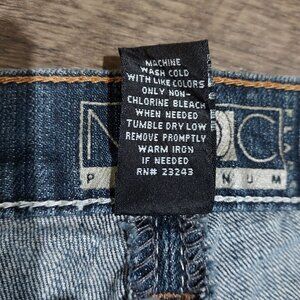 MACHINE
WASH COLD
WITH LIKE COLORS
ONLY NON-
CHLORINE BLEACH
WHEN NEEDED
TUMBLE DRY LOW
REMOVE PROMPTLY
WARM IRON
IF NEEDED
RN# 23243